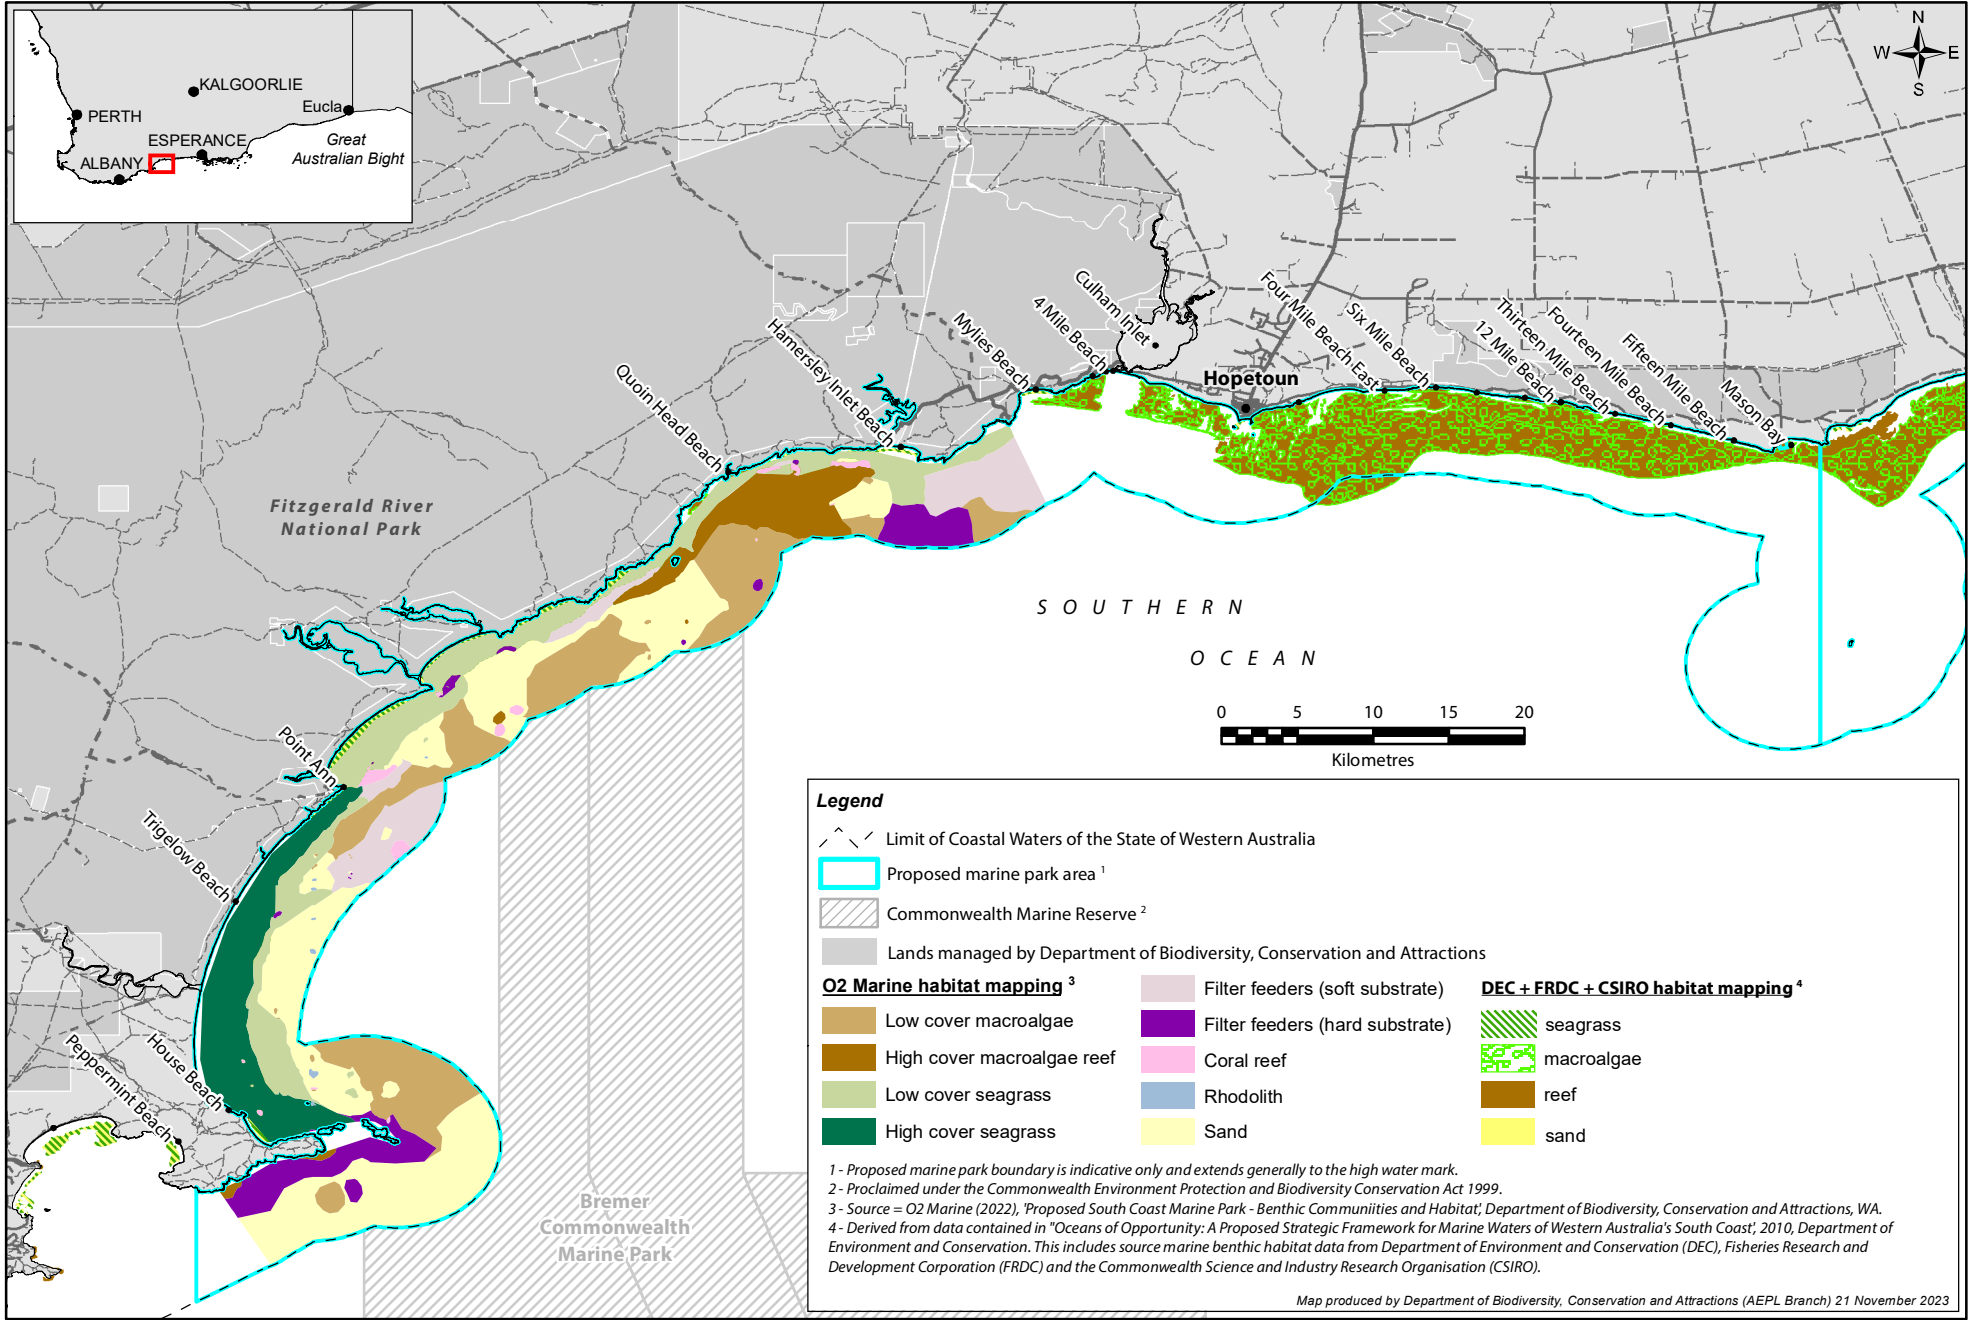 KALGOORLIE
PERTH
Eucla
ESPERANCE
Great
Australian Bight
ALBANY
N
W
E
S
Culham Inlet
4 Mile Beach
Mylies Beach
Hamersley Inlet Beach
Quoin Head Beach
Four Mile Beach East
Six Mile Beach
12 Mile Beach
Thirteen Mile Beach
Fourteen Mile Beach
Fifteen Mile Beach
Mason Bay
Hopetoun
Fitzgerald River
National Park
SOUTHERN
OCEAN
0 5 10 15 20
Kilometres
Point Ann
Trigelow Beach
House Beach
Peppermint Beach
Bremer
Commonwealth
Marine Park
Legend
Limit of Coastal Waters of the State of Western Australia
Proposed marine park area 1
Commonwealth Marine Reserve 2
Lands managed by Department of Biodiversity, Conservation and Attractions
O2 Marine habitat mapping 3
Low cover macroalgae
High cover macroalgae reef
Low cover seagrass
High cover seagrass
Filter feeders (soft substrate)
Filter feeders (hard substrate)
Coral reef
Rhodolith
Sand
DEC + FRDC + CSIRO habitat mapping 4
seagrass
macroalgae
reef
sand
1 - Proposed marine park boundary is indicative only and extends generally to the high water mark.
2 - Proclaimed under the Commonwealth Environment Protection and Biodiversity Conservation Act 1999.
3 - Source = O2 Marine (2022), 'Proposed South Coast Marine Park - Benthic Communiities and Habitat', Department of Biodiversity, Conservation and Attractions, WA.
4 - Derived from data contained in "Oceans of Opportunity: A Proposed Strategic Framework for Marine Waters of Western Australia's South Coast', 2010, Department of
Environment and Conservation. This includes source marine benthic habitat data from Department of Environment and Conservation (DEC), Fisheries Research and
Development Corporation (FRDC) and the Commonwealth Science and Industry Research Organisation (CSIRO).
Map produced by Department of Biodiversity, Conservation and Attractions (AEPL Branch) 21 November 2023